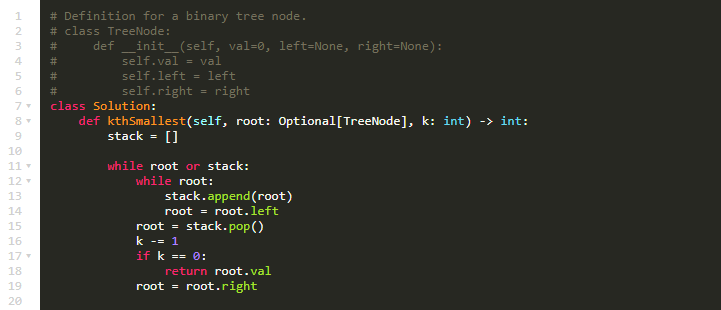 1 # Definition for a binary tree node.
2 # class TreeNode:
3 #     def __init__(self, val=0, left=None, right=None):
4 #         self.val = val
5 #         self.left = left
6 #         self.right = right
7 class Solution:
8     def kthSmallest(self, root: Optional[TreeNode], k: int) -> int:
9         stack = []
10
11         while root or stack:
12             while root:
13                 stack.append(root)
14                 root = root.left
15             root = stack.pop()
16             k -= 1
17             if k == 0:
18                 return root.val
19             root = root.right
20